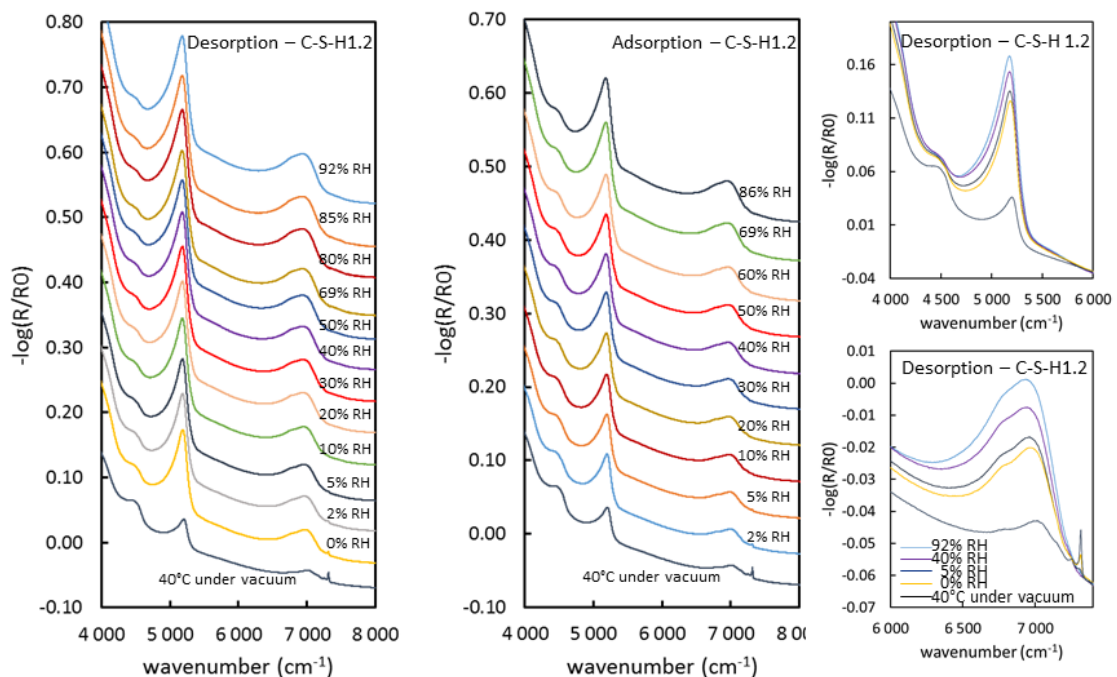 Desorption – C-S-H1.2
0.80
0.70
0.60
0.50
0.40
0.30
0.20
0.10
0.00
-0.10
-log(R/R0)
92% RH
85% RH
80% RH
69% RH
50% RH
40% RH
30% RH
20% RH
10% RH
5% RH
2% RH
0% RH
40°C under vacuum
4 000 5 000 6 000 7 000 8 000
wavenumber (cm⁻¹)
Adsorption – C-S-H1.2
0.70
0.60
0.50
0.40
0.30
0.20
0.10
0.00
-0.10
-log(R/R0)
86% RH
69% RH
60% RH
50% RH
40% RH
30% RH
20% RH
10% RH
5% RH
2% RH
40°C under vacuum
4 000 5 000 6 000 7 000 8 00
wavenumber (cm⁻¹)
Desorption – C-S-H 1.2
0.16
0.11
0.06
0.01
-0.04
-log(R/R0)
4 000 4 500 5 000 5 500 6 000
wavenumber (cm⁻¹)
Desorption – C-S-H1.2
0.01
0.00
-0.01
-0.02
-0.03
-0.04
-0.05
-0.06
-0.07
-log(R/R0)
92% RH
40% RH
5% RH
0% RH
40°C under vacuum
6 000 6 500 7 000
wavenumber (cm⁻¹)